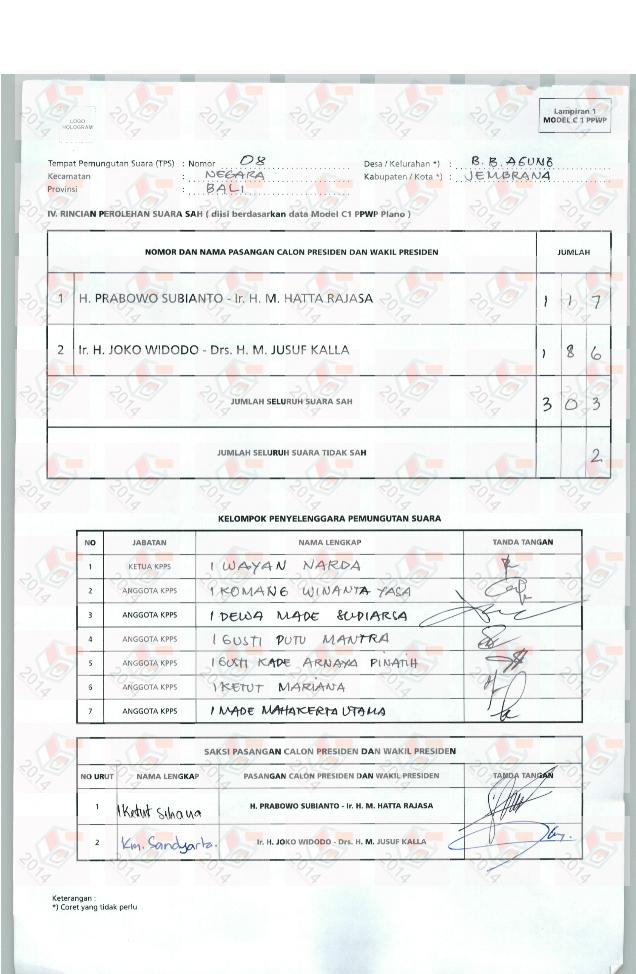 LOGO
HOLOGRAM
Lampiran 1
MODEL C 1 PPWP
Tempat Pemungutan Suara (TPS) : Nomor 08 Desa / Kelurahan *) : B. B. AGUNG
Kecamatan : NEGARA Kabupaten / Kota *) : JEMBRANA
Provinsi : BALI
IV. RINCIAN PEROLEHAN SUARA SAH ( diisi berdasarkan data Model C1 PPWP Plano )
NOMOR DAN NAMA PASANGAN CALON PRESIDEN DAN WAKIL PRESIDEN JUMLAH
1 H. PRABOWO SUBIANTO - Ir. H. M. HATTA RAJASA 1 1 7
2 Ir. H. JOKO WIDODO - Drs. H. M. JUSUF KALLA 1 8 6
JUMLAH SELURUH SUARA SAH 3 0 3
JUMLAH SELURUH SUARA TIDAK SAH 2
KELOMPOK PENYELENGGARA PEMUNGUTAN SUARA
NO JABATAN NAMA LENGKAP TANDA TANGAN
1 KETUA KPPS I WAYAN NARDA
2 ANGGOTA KPPS I KOMANG WINANTA YASA
3 ANGGOTA KPPS I DEWA MADE SUDIARSA
4 ANGGOTA KPPS I GUSTI PUTU MANTRA
5 ANGGOTA KPPS I GUSTI KADE ARNAYA PINATIH
6 ANGGOTA KPPS I KETUT MARIANA
7 ANGGOTA KPPS I MADE MAHAKERTA UTAMA
SAKSI PASANGAN CALON PRESIDEN DAN WAKIL PRESIDEN
NO URUT NAMA LENGKAP PASANGAN CALON PRESIDEN DAN WAKIL PRESIDEN TANDA TANGAN
1 I Ketut H. PRABOWO SUBIANTO - Ir. H. M. HATTA RAJASA
2 Km. Sandyarta. Ir. H. JOKO WIDODO - Drs. H. M. JUSUF KALLA
Keterangan :
*) Coret yang tidak perlu